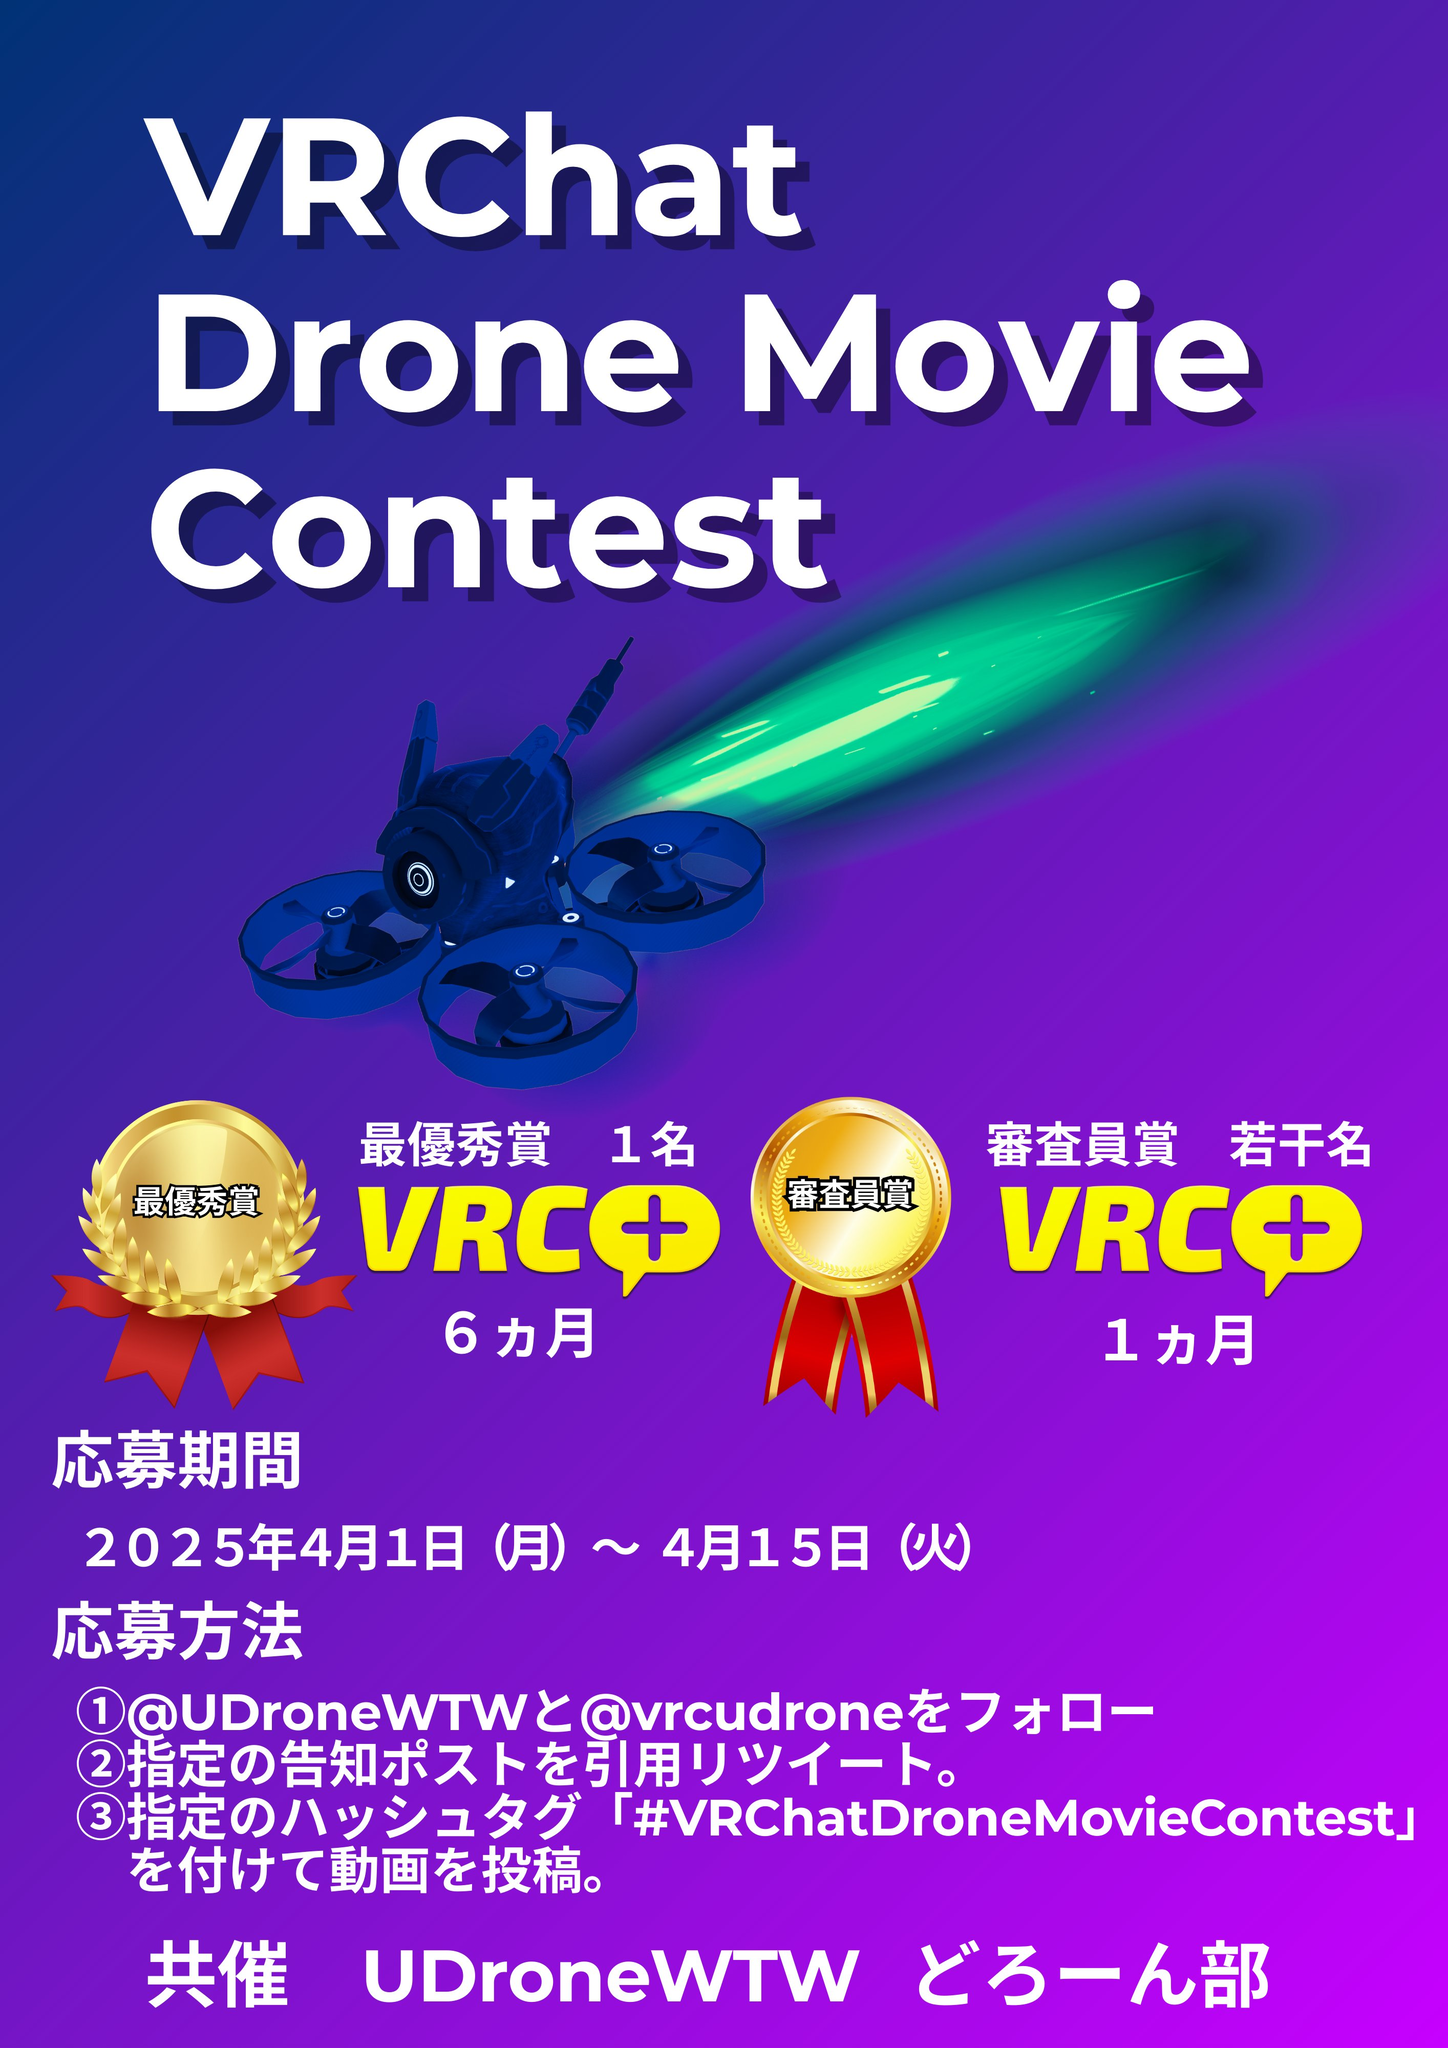 VRChat
Drone Movie
Contest
最優秀賞
最優秀賞　１名
VRC+
６ヵ月
審査員賞
審査員賞　若干名
VRC+
１ヵ月
応募期間
２０２５年４月１日（月）～ ４月１５日（火）
応募方法
①@UDroneWTWと@vrcudroneをフォロー
②指定の告知ポストを引用リツイート。
③指定のハッシュタグ「#VRChatDroneMovieContest」
を付けて動画を投稿。
共催　UDroneWTW　どろーん部